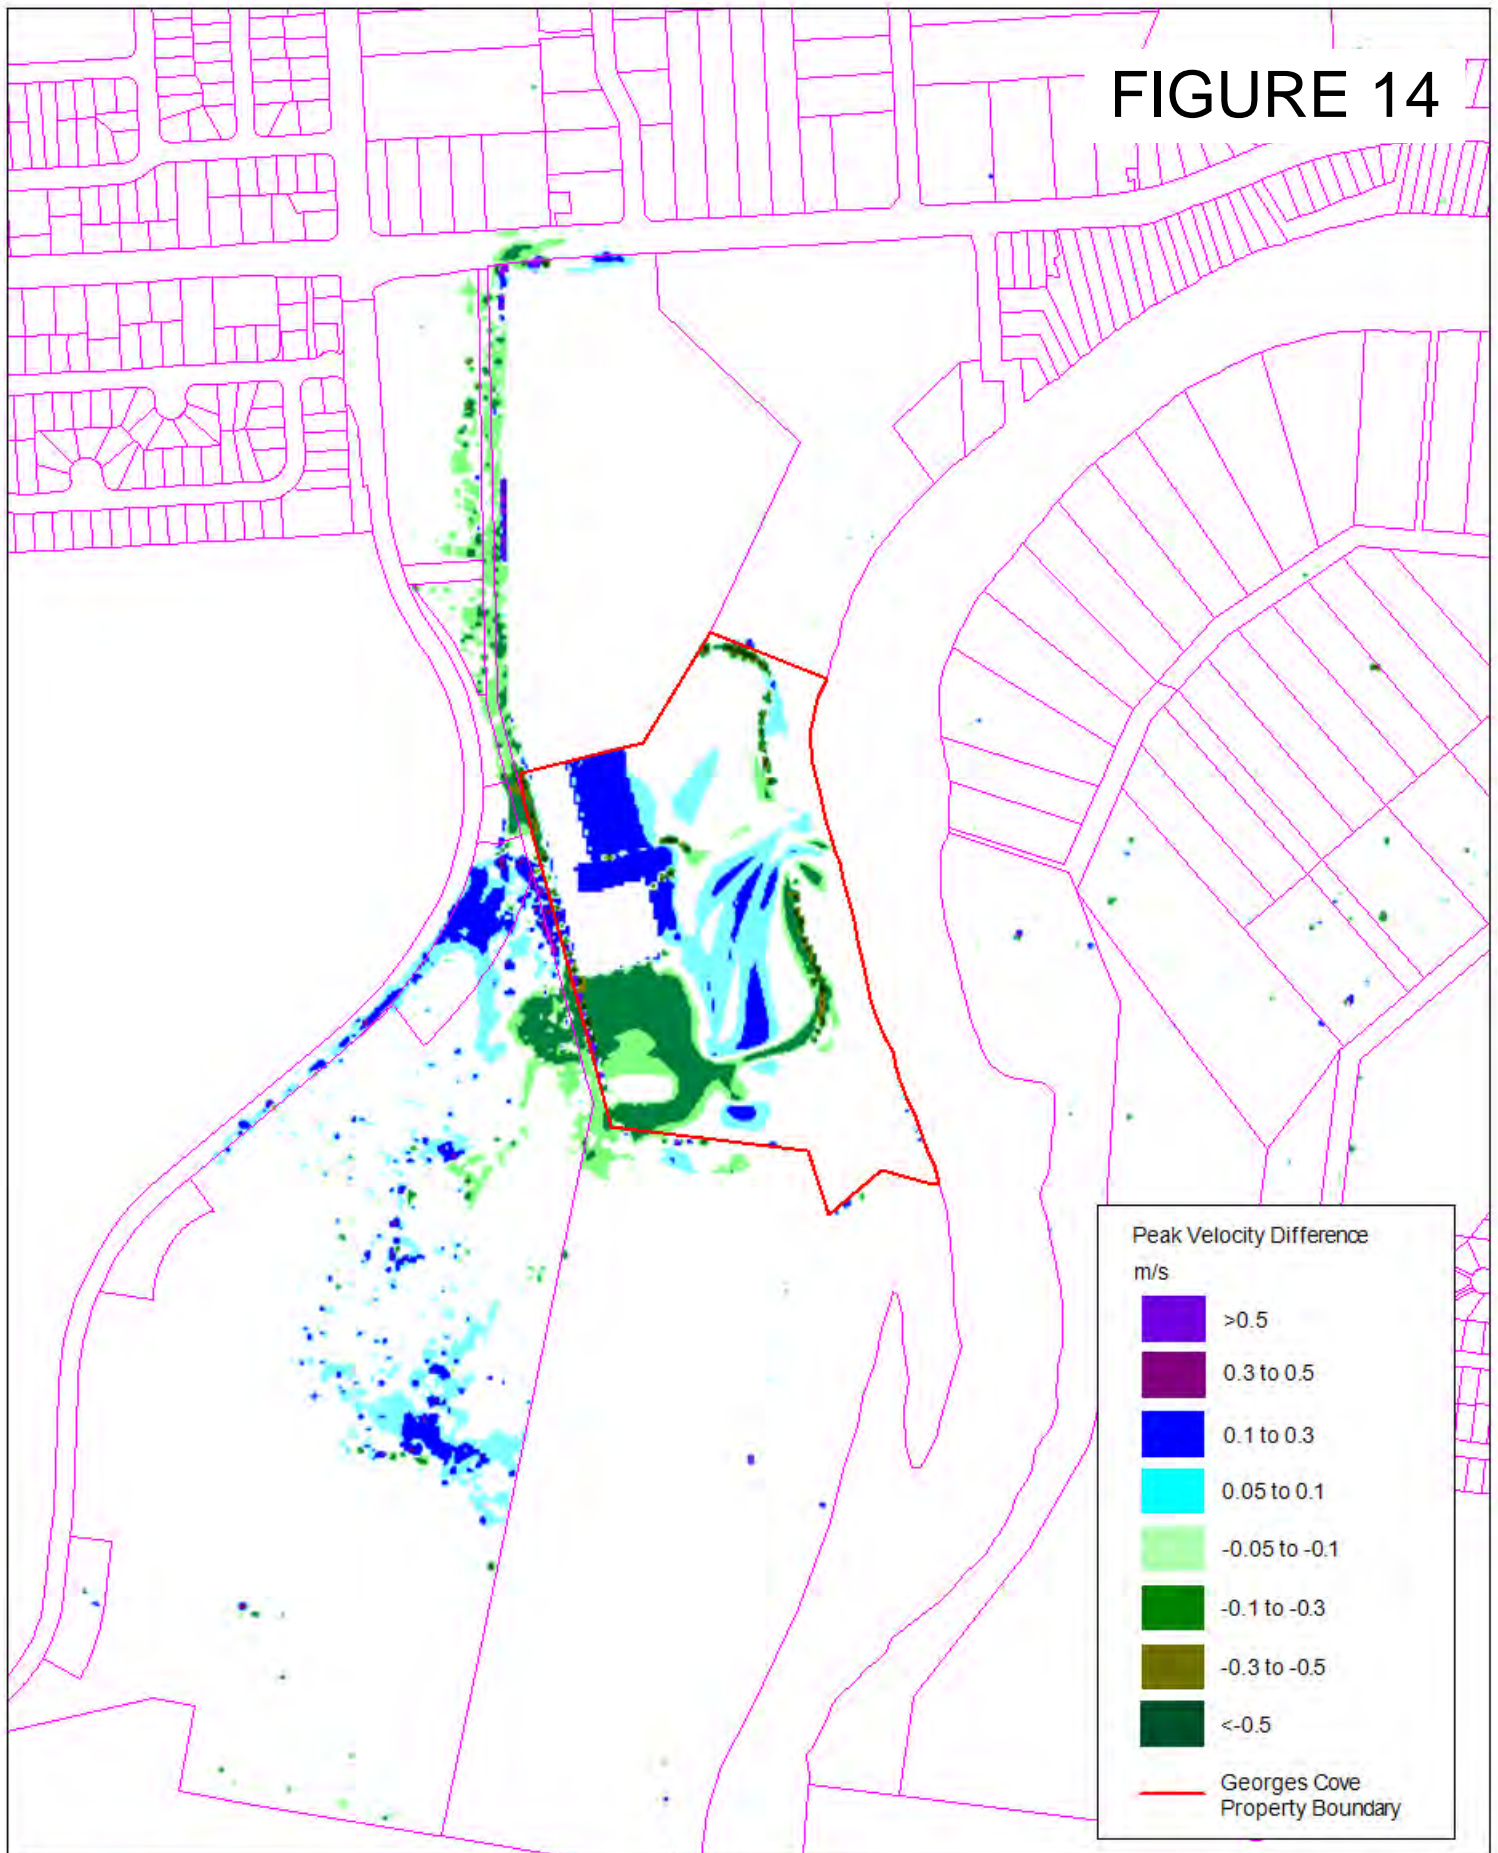 FIGURE 14
Peak Velocity Difference
m/s
>0.5
0.3 to 0.5
0.1 to 0.3
0.05 to 0.1
-0.05 to -0.1
-0.1 to -0.3
-0.3 to -0.5
<-0.5
Georges Cove
Property Boundary